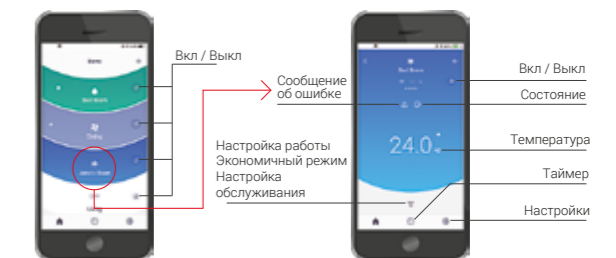 Вкл / Выкл
Сообщение
об ошибке
Настройка работы
Экономичный режим
Настройка
обслуживания
24.0
Вкл / Выкл
Состояние
Температура
Таймер
Настройки